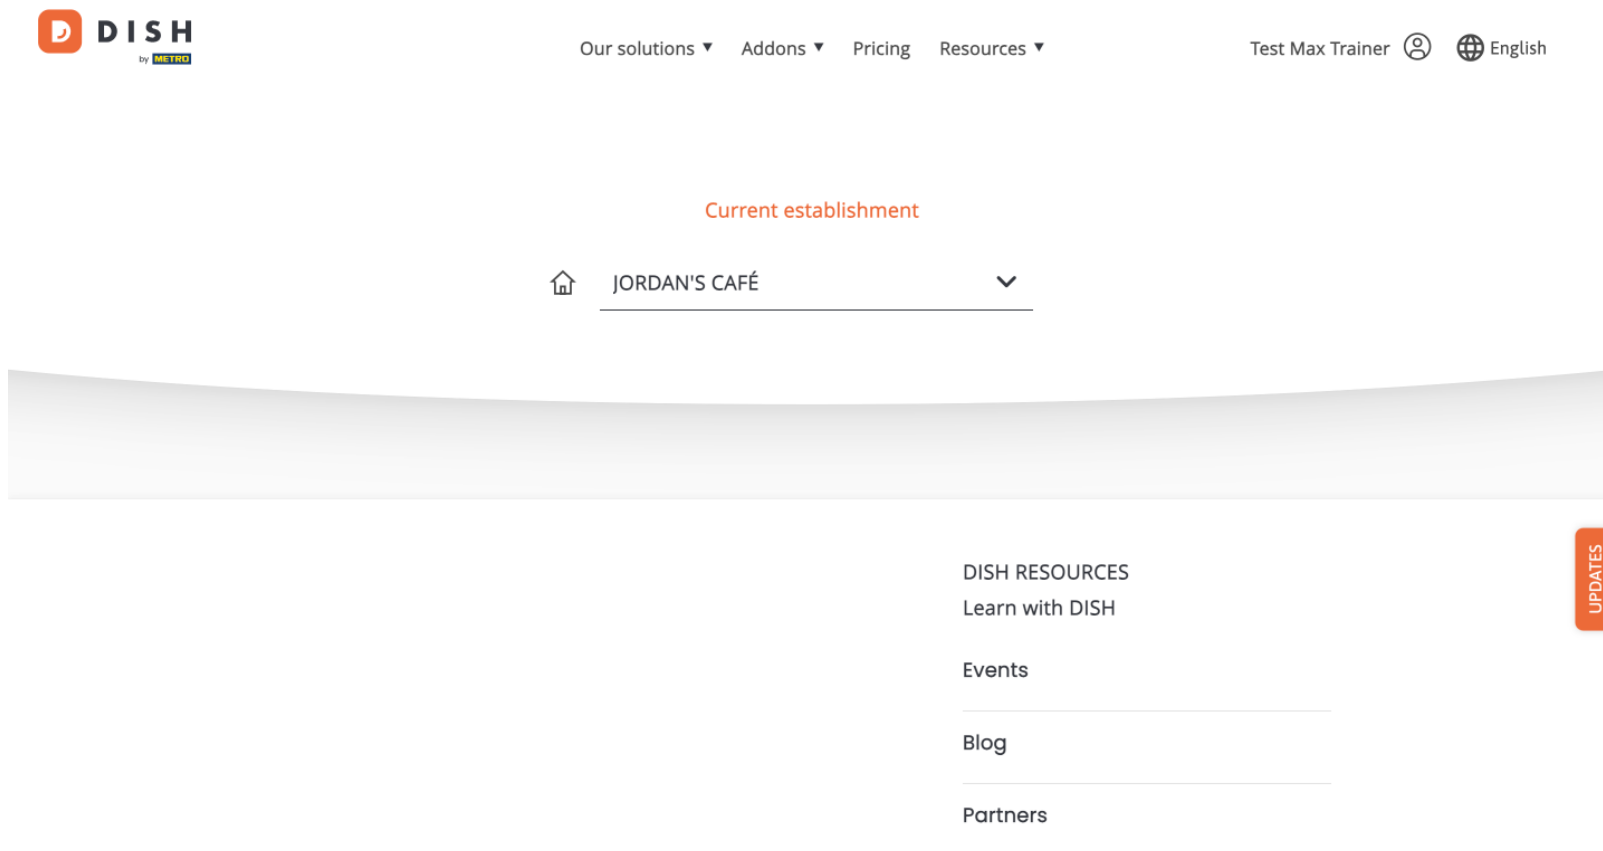 DISH
by METRO
Our solutions ▼ Addons ▼ Pricing Resources ▼
Test Max Trainer English
Current establishment
JORDAN'S CAFÉ
DISH RESOURCES
Learn with DISH
UPDATES
Events
Blog
Partners